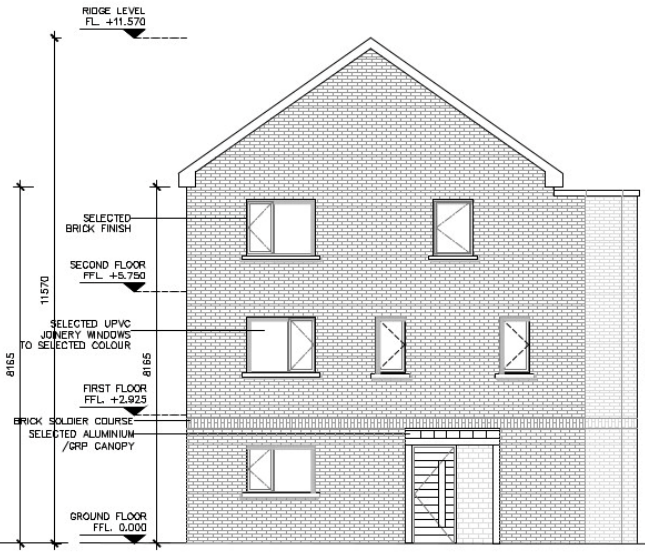 RIDGE LEVEL
FL +11.570
SELECTED
BRICK FINISH
SECOND FLOOR
FFL +5.750
11570
SELECTED UPVC
JOINERY WINDOWS
TO SELECTED COLOUR
8165
8165
FIRST FLOOR
FFL. +2.925
BRICK SOLDIER COURSE
SELECTED ALUMINIUM
/GRP CANOPY
GROUND FLOOR
FFL. 0.000